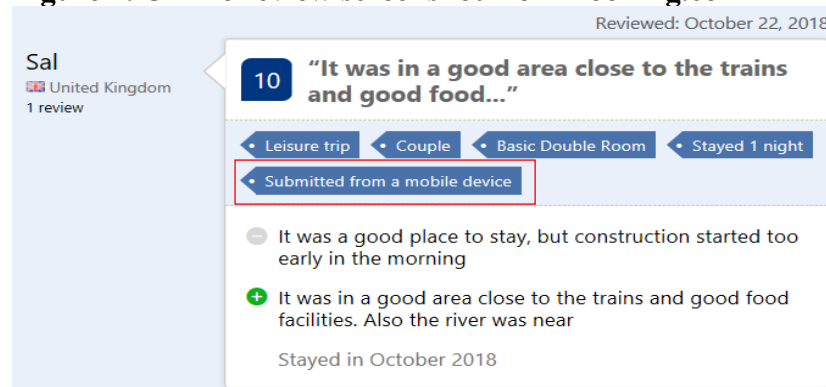 Reviewed: October 22, 2018
Sal
United Kingdom
1 review
10
“It was in a good area close to the trains
and good food...”
Leisure trip
Couple
Basic Double Room
Stayed 1 night
Submitted from a mobile device
It was a good place to stay, but construction started too
early in the morning
It was in a good area close to the trains and good food
facilities. Also the river was near
Stayed in October 2018